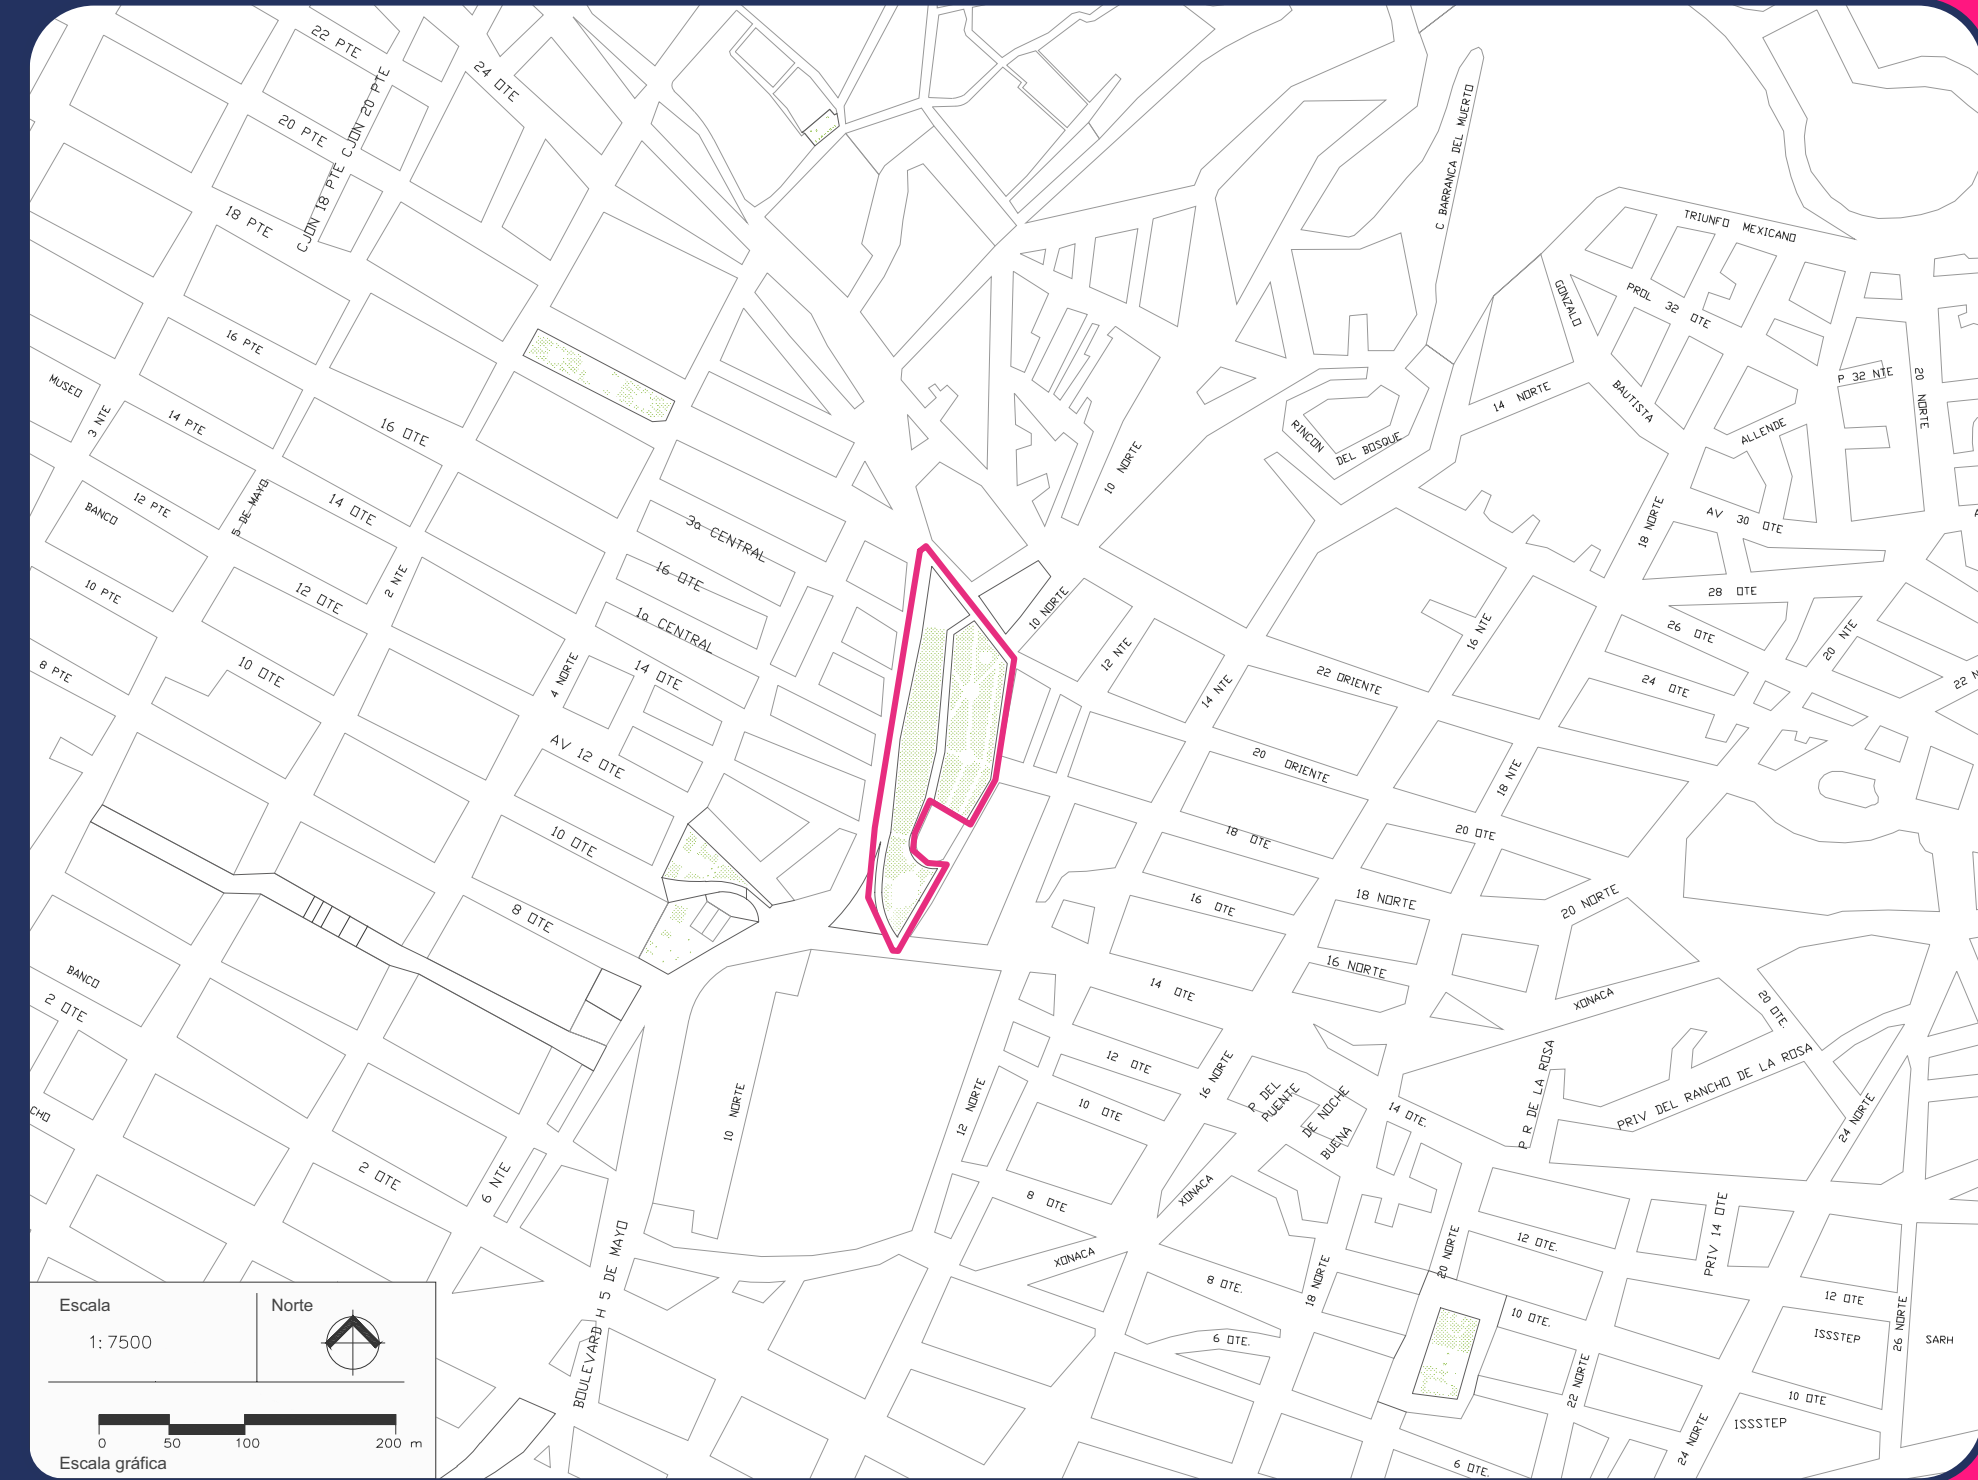 22 PTE
CJON 20 PTE
24 OTE
20 PTE
CJON 18 PTE
18 PTE
C BARRANCA DEL MUERTO
TRIUNFO MEXICANO
GONZALO
PROL 32 OTE
16 PTE
MUSEO
3 NTE
14 PTE
16 OTE
14 NORTE
BAUTISTA
P 32 NTE
20 NORTE
ALLENDE
RINCON
DEL BOSQUE
10 NORTE
12 PTE
BANCO
5 DE MAYO
14 OTE
3a CENTRAL
18 NORTE
AV 30 OTE
10 PTE
12 OTE
2 NTE
16 OTE
1a CENTRAL
10 NORTE
28 OTE
26 OTE
20 NTE
16 NTE
12 NTE
8 PTE
10 OTE
4 NORTE
14 OTE
14 NTE
22 ORIENTE
24 OTE
22 N
AV 12 OTE
20 ORIENTE
18 NTE
10 OTE
18 OTE
20 OTE
8 OTE
16 OTE
18 NORTE
20 NORTE
BANCO
2 OTE
16 NORTE
14 OTE
XONACA
20 OTE.
12 OTE
16 NORTE
P R DE LA ROSA
PRIV DEL RANCHO DE LA ROSA
CHO
10 NORTE
12 NORTE
10 OTE
P. DEL
PUENTE
DE NOCHE
BUENA
14 OTE.
24 NORTE
2 OTE
6 NTE
8 OTE
XONACA
BOULEVARD H 5 DE MAYO
XONACA
18 NORTE
20 NORTE
12 OTE.
PRIV 14 OTE
8 OTE.
12 OTE
10 OTE.
6 OTE.
ISSSTEP
26 NORTE
SARH
22 NORTE
10 OTE
ISSSTEP
24 NORTE
6 OTE.
Escala
Norte
1:7500
0 50 100 200 m
Escala gráfica